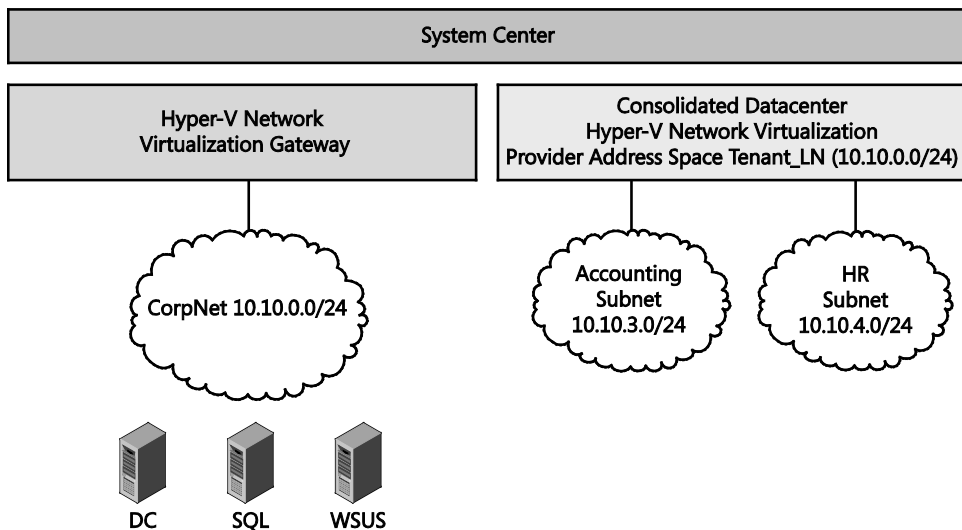 System Center
Hyper-V Network
Virtualization Gateway
Consolidated Datacenter
Hyper-V Network Virtualization
Provider Address Space Tenant_LN (10.10.0.0/24)
CorpNet 10.10.0.0/24
Accounting
Subnet
10.10.3.0/24
HR
Subnet
10.10.4.0/24
DC
SQL
WSUS